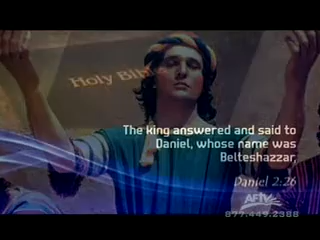 Holy Bib
The king answered and said to
Daniel, whose name was
Belteshazzar,
Daniel 2:26
AFTV
877.449.2388